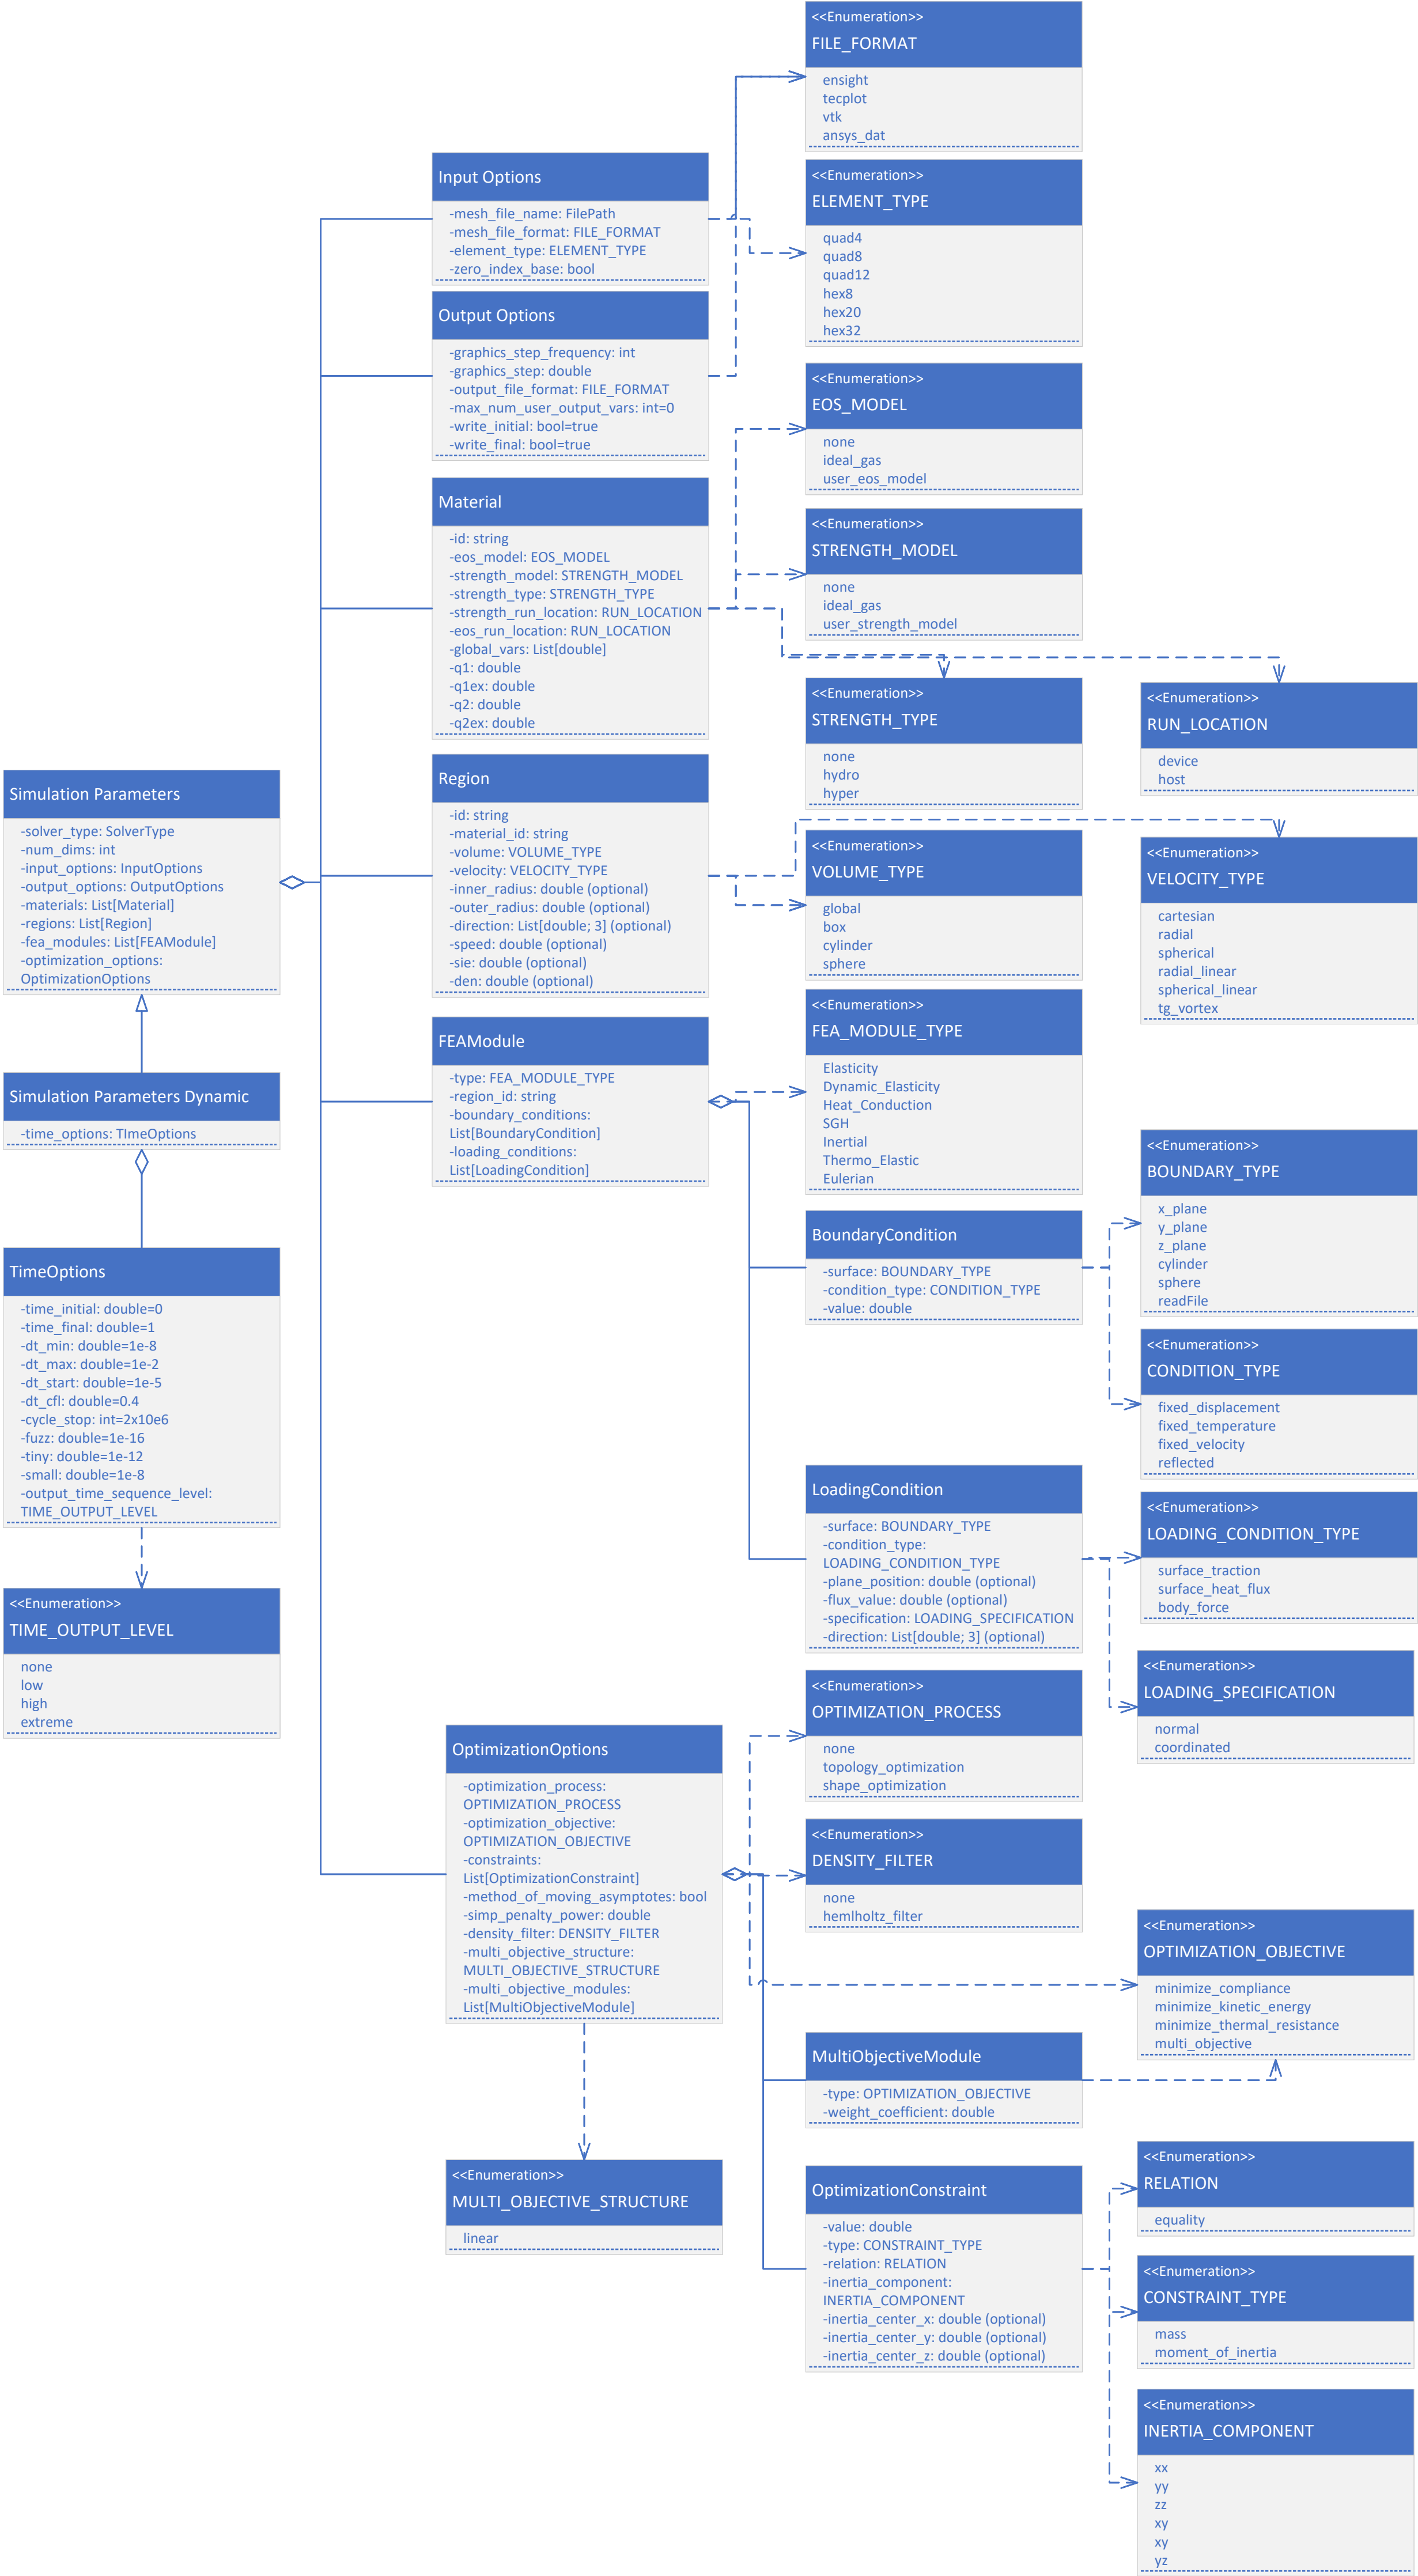 <<Enumeration>>
FILE_FORMAT
ensight
tecplot
vtk
ansys_dat
Input Options
-mesh_file_name: FilePath
-mesh_file_format: FILE_FORMAT
-element_type: ELEMENT_TYPE
-zero_index_base: bool
<<Enumeration>>
ELEMENT_TYPE
quad4
quad8
quad12
hex8
hex20
hex32
Output Options
-graphics_step_frequency: int
-graphics_step: double
-output_file_format: FILE_FORMAT
-max_num_user_output_vars: int=0
-write_initial: bool=true
-write_final: bool=true
<<Enumeration>>
EOS_MODEL
none
ideal_gas
user_eos_model
Material
-id: string
-eos_model: EOS_MODEL
-strength_model: STRENGTH_MODEL
-strength_type: STRENGTH_TYPE
-strength_run_location: RUN_LOCATION
-eos_run_location: RUN_LOCATION
-global_vars: List[double]
-q1: double
-q1ex: double
-q2: double
-q2ex: double
<<Enumeration>>
STRENGTH_MODEL
none
ideal_gas
user_strength_model
<<Enumeration>>
STRENGTH_TYPE
none
hydro
hyper
<<Enumeration>>
RUN_LOCATION
device
host
Simulation Parameters
-solver_type: SolverType
-num_dims: int
-input_options: InputOptions
-output_options: OutputOptions
-materials: List[Material]
-regions: List[Region]
-fea_modules: List[FEAModule]
-optimization_options:
OptimizationOptions
Region
-id: string
-material_id: string
-volume: VOLUME_TYPE
-velocity: VELOCITY_TYPE
-inner_radius: double (optional)
-outer_radius: double (optional)
-direction: List[double; 3] (optional)
-speed: double (optional)
-sie: double (optional)
-den: double (optional)
<<Enumeration>>
VOLUME_TYPE
global
box
cylinder
sphere
<<Enumeration>>
VELOCITY_TYPE
cartesian
radial
spherical
radial_linear
spherical_linear
tg_vortex
FEAModule
-type: FEA_MODULE_TYPE
-region_id: string
-boundary_conditions:
List[BoundaryCondition]
-loading_conditions:
List[LoadingCondition]
<<Enumeration>>
FEA_MODULE_TYPE
Elasticity
Dynamic_Elasticity
Heat_Conduction
SGH
Inertial
Thermo_Elastic
Eulerian
Simulation Parameters Dynamic
-time_options: TImeOptions
<<Enumeration>>
BOUNDARY_TYPE
x_plane
y_plane
z_plane
cylinder
sphere
readFile
BoundaryCondition
-surface: BOUNDARY_TYPE
-condition_type: CONDITION_TYPE
-value: double
TimeOptions
-time_initial: double=0
-time_final: double=1
-dt_min: double=1e-8
-dt_max: double=1e-2
-dt_start: double=1e-5
-dt_cfl: double=0.4
-cycle_stop: int=2x10e6
-fuzz: double=1e-16
-tiny: double=1e-12
-small: double=1e-8
-output_time_sequence_level:
TIME_OUTPUT_LEVEL
<<Enumeration>>
CONDITION_TYPE
fixed_displacement
fixed_temperature
fixed_velocity
reflected
LoadingCondition
-surface: BOUNDARY_TYPE
-condition_type:
LOADING_CONDITION_TYPE
-plane_position: double (optional)
-flux_value: double (optional)
-specification: LOADING_SPECIFICATION
-direction: List[double; 3] (optional)
<<Enumeration>>
LOADING_CONDITION_TYPE
surface_traction
surface_heat_flux
body_force
<<Enumeration>>
TIME_OUTPUT_LEVEL
none
low
high
extreme
<<Enumeration>>
LOADING_SPECIFICATION
normal
coordinated
<<Enumeration>>
OPTIMIZATION_PROCESS
none
topology_optimization
shape_optimization
OptimizationOptions
-optimization_process:
OPTIMIZATION_PROCESS
-optimization_objective:
OPTIMIZATION_OBJECTIVE
-constraints:
List[OptimizationConstraint]
-method_of_moving_asymptotes: bool
-simp_penalty_power: double
-density_filter: DENSITY_FILTER
-multi_objective_structure:
MULTI_OBJECTIVE_STRUCTURE
-multi_objective_modules:
List[MultiObjectiveModule]
<<Enumeration>>
DENSITY_FILTER
none
hemlholtz_filter
<<Enumeration>>
OPTIMIZATION_OBJECTIVE
minimize_compliance
minimize_kinetic_energy
minimize_thermal_resistance
multi_objective
MultiObjectiveModule
-type: OPTIMIZATION_OBJECTIVE
-weight_coefficient: double
<<Enumeration>>
MULTI_OBJECTIVE_STRUCTURE
linear
OptimizationConstraint
-value: double
-type: CONSTRAINT_TYPE
-relation: RELATION
-inertia_component:
INERTIA_COMPONENT
-inertia_center_x: double (optional)
-inertia_center_y: double (optional)
-inertia_center_z: double (optional)
<<Enumeration>>
RELATION
equality
<<Enumeration>>
CONSTRAINT_TYPE
mass
moment_of_inertia
<<Enumeration>>
INERTIA_COMPONENT
xx
yy
zz
xy
xy
yz